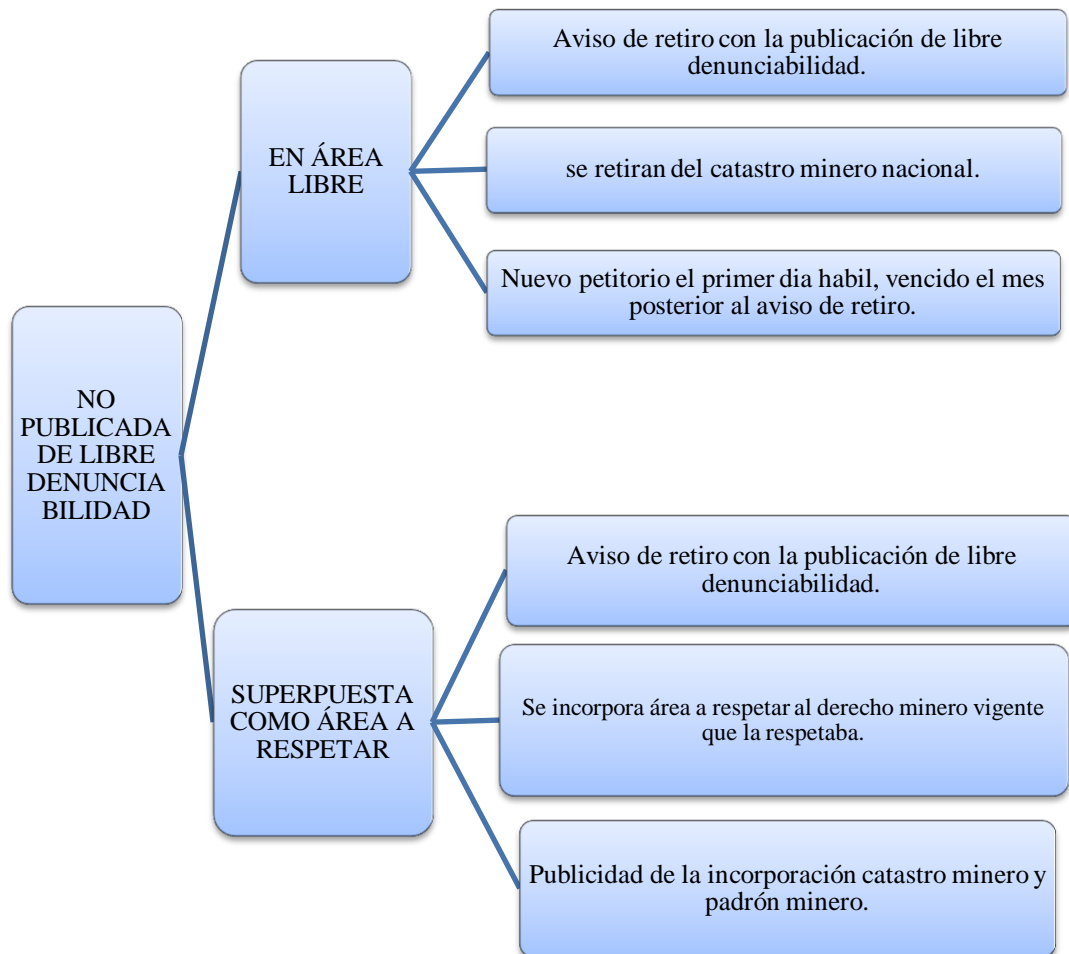 NO
PUBLICADA
DE LIBRE
DENUNCIA
BILIDAD
EN ÁREA
LIBRE
Aviso de retiro con la publicación de libre
denunciabilidad.
se retiran del catastro minero nacional.
Nuevo petitorio el primer dia habil, vencido el mes
posterior al aviso de retiro.
SUPERPUESTA
COMO ÁREA A
RESPETAR
Aviso de retiro con la publicación de libre
denunciabilidad.
Se incorpora área a respetar al derecho minero vigente
que la respetaba.
Publicidad de la incorporación catastro minero y
padrón minero.